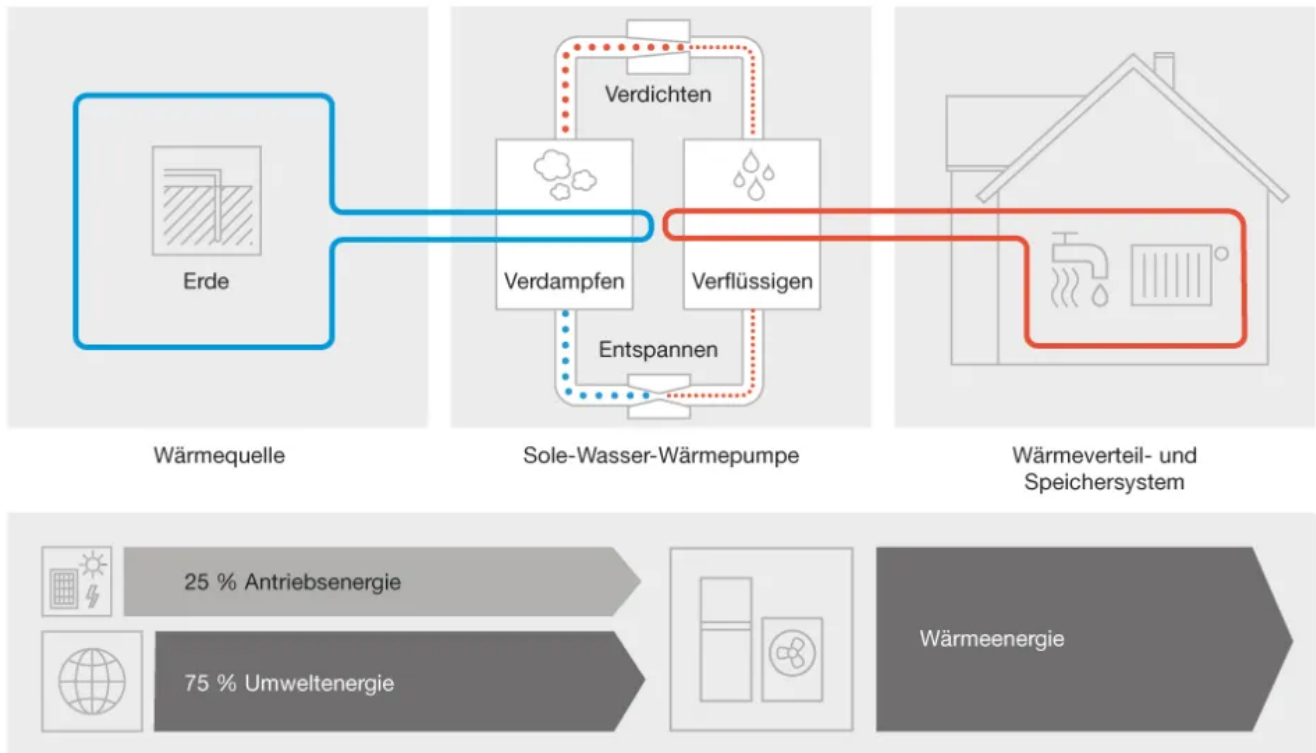 Verdichten
Erde
Verdampfen
Verflüssigen
Entspannen
Wärmequelle
Sole-Wasser-Wärmepumpe
Wärmeverteil- und
Speichersystem
25 % Antriebsenergie
75 % Umweltenergie
Wärmeenergie